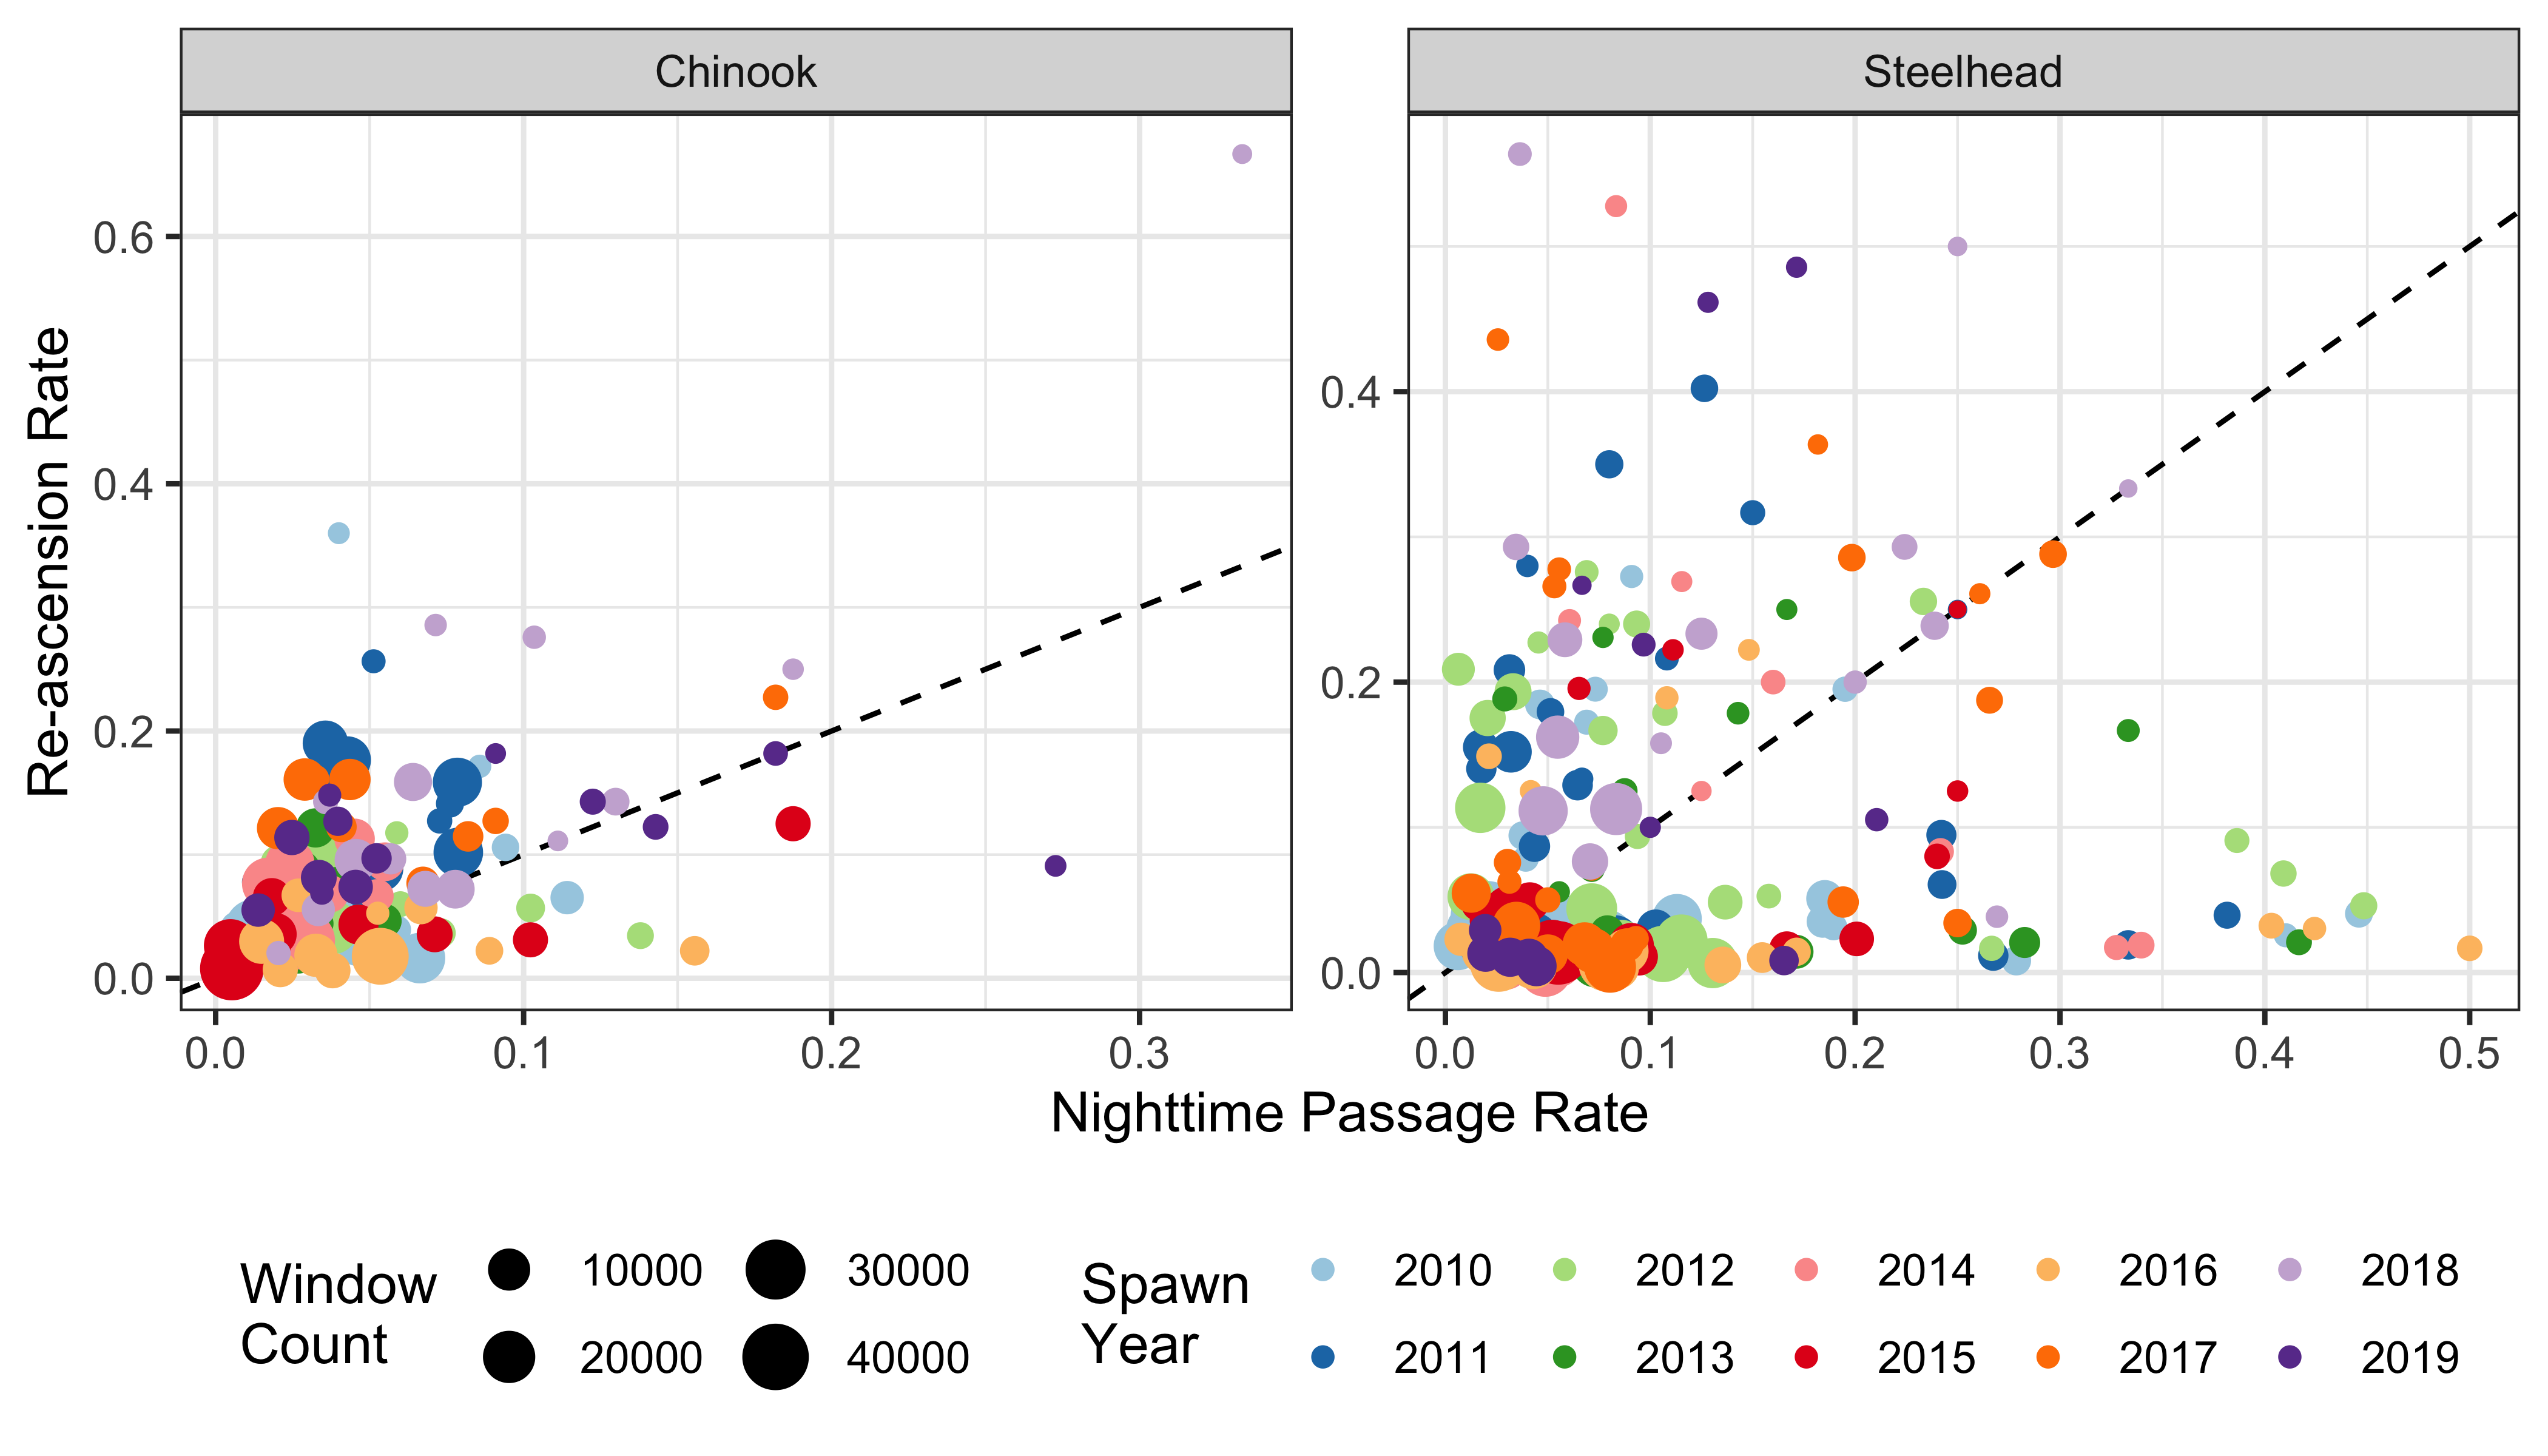 Chinook
Steelhead
Re-ascension Rate
0.6
0.4
0.2
0.0
0.4
0.2
0.0
0.0 0.1 0.2 0.3
0.0 0.1 0.2 0.3 0.4 0.5
Nighttime Passage Rate
Window
Count
10000 30000
20000 40000
Spawn
Year
2010 2012 2014 2016 2018
2011 2013 2015 2017 2019